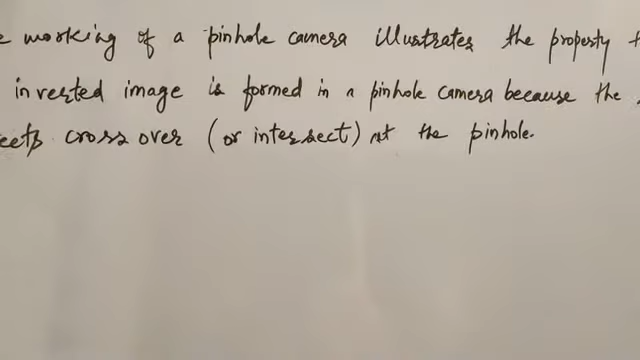 working of a pinhole camera illustrates the property
inverted image is formed in a pinhole camera because the
cross over (or intersect) at the pinhole.